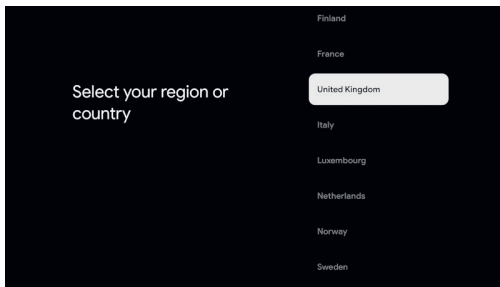 Select your region or
country
Finland
France
United Kingdom
Italy
Luxembourg
Netherlands
Norway
Sweden